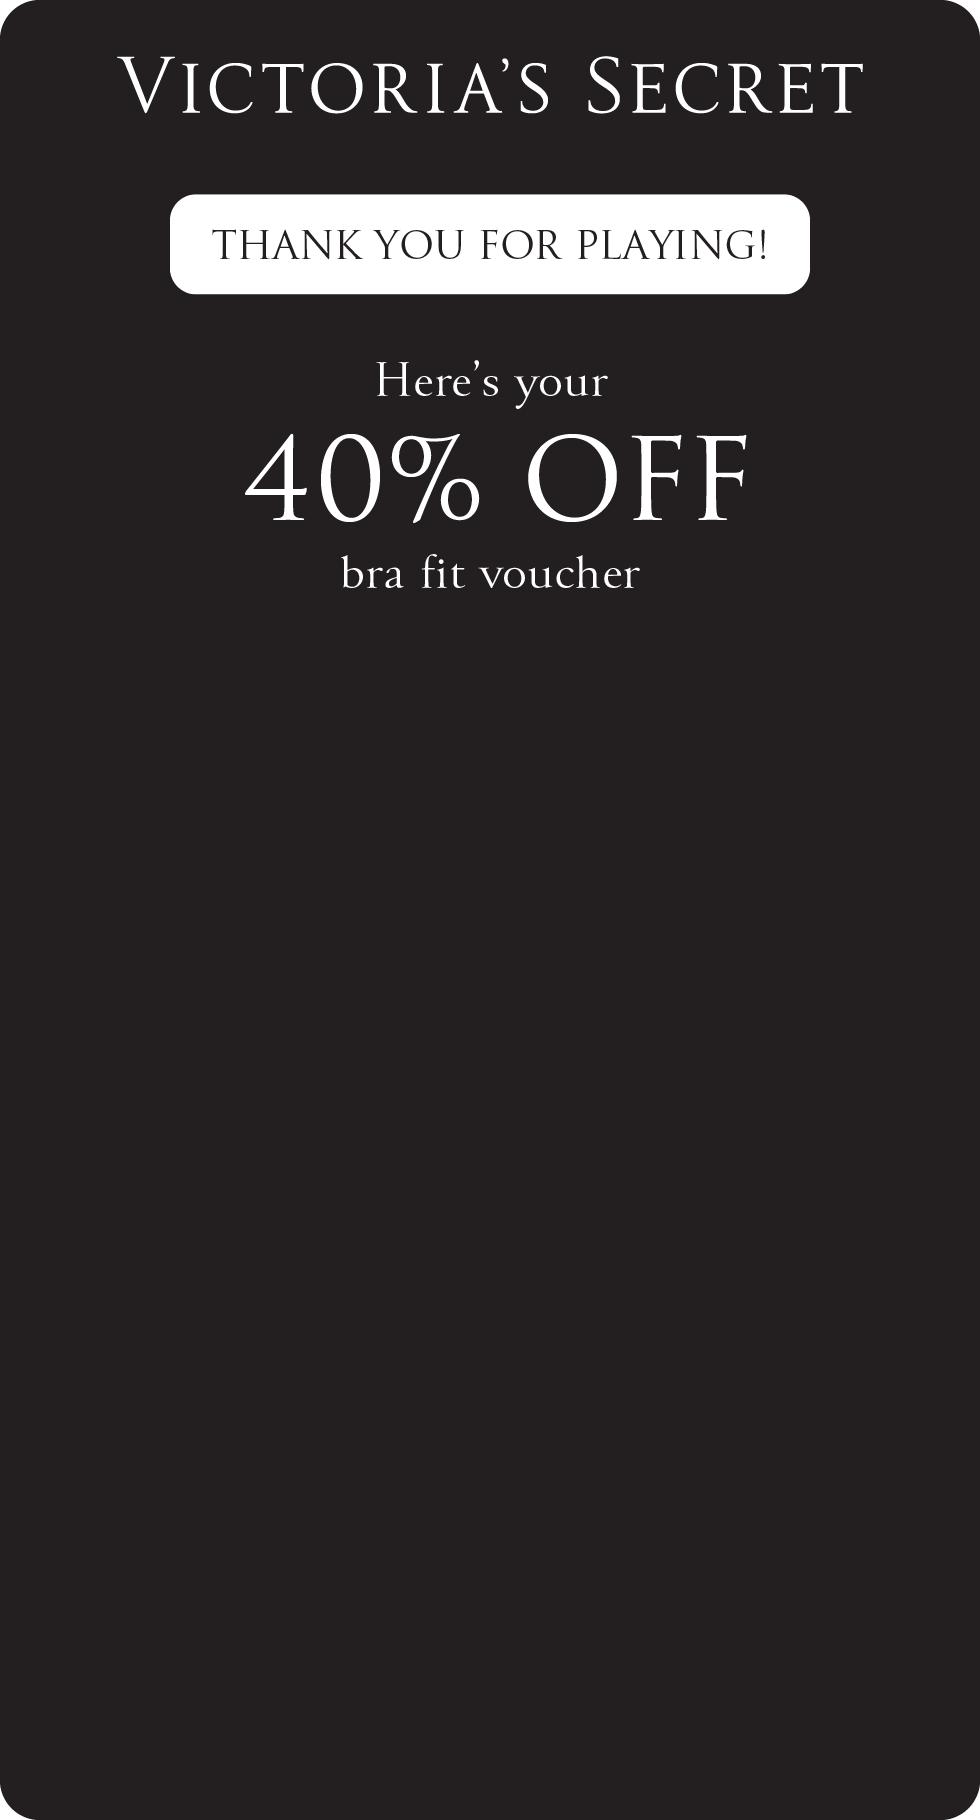 VICTORIA’S SECRET
THANK YOU FOR PLAYING!
Here’s your
40% OFF
bra fit voucher